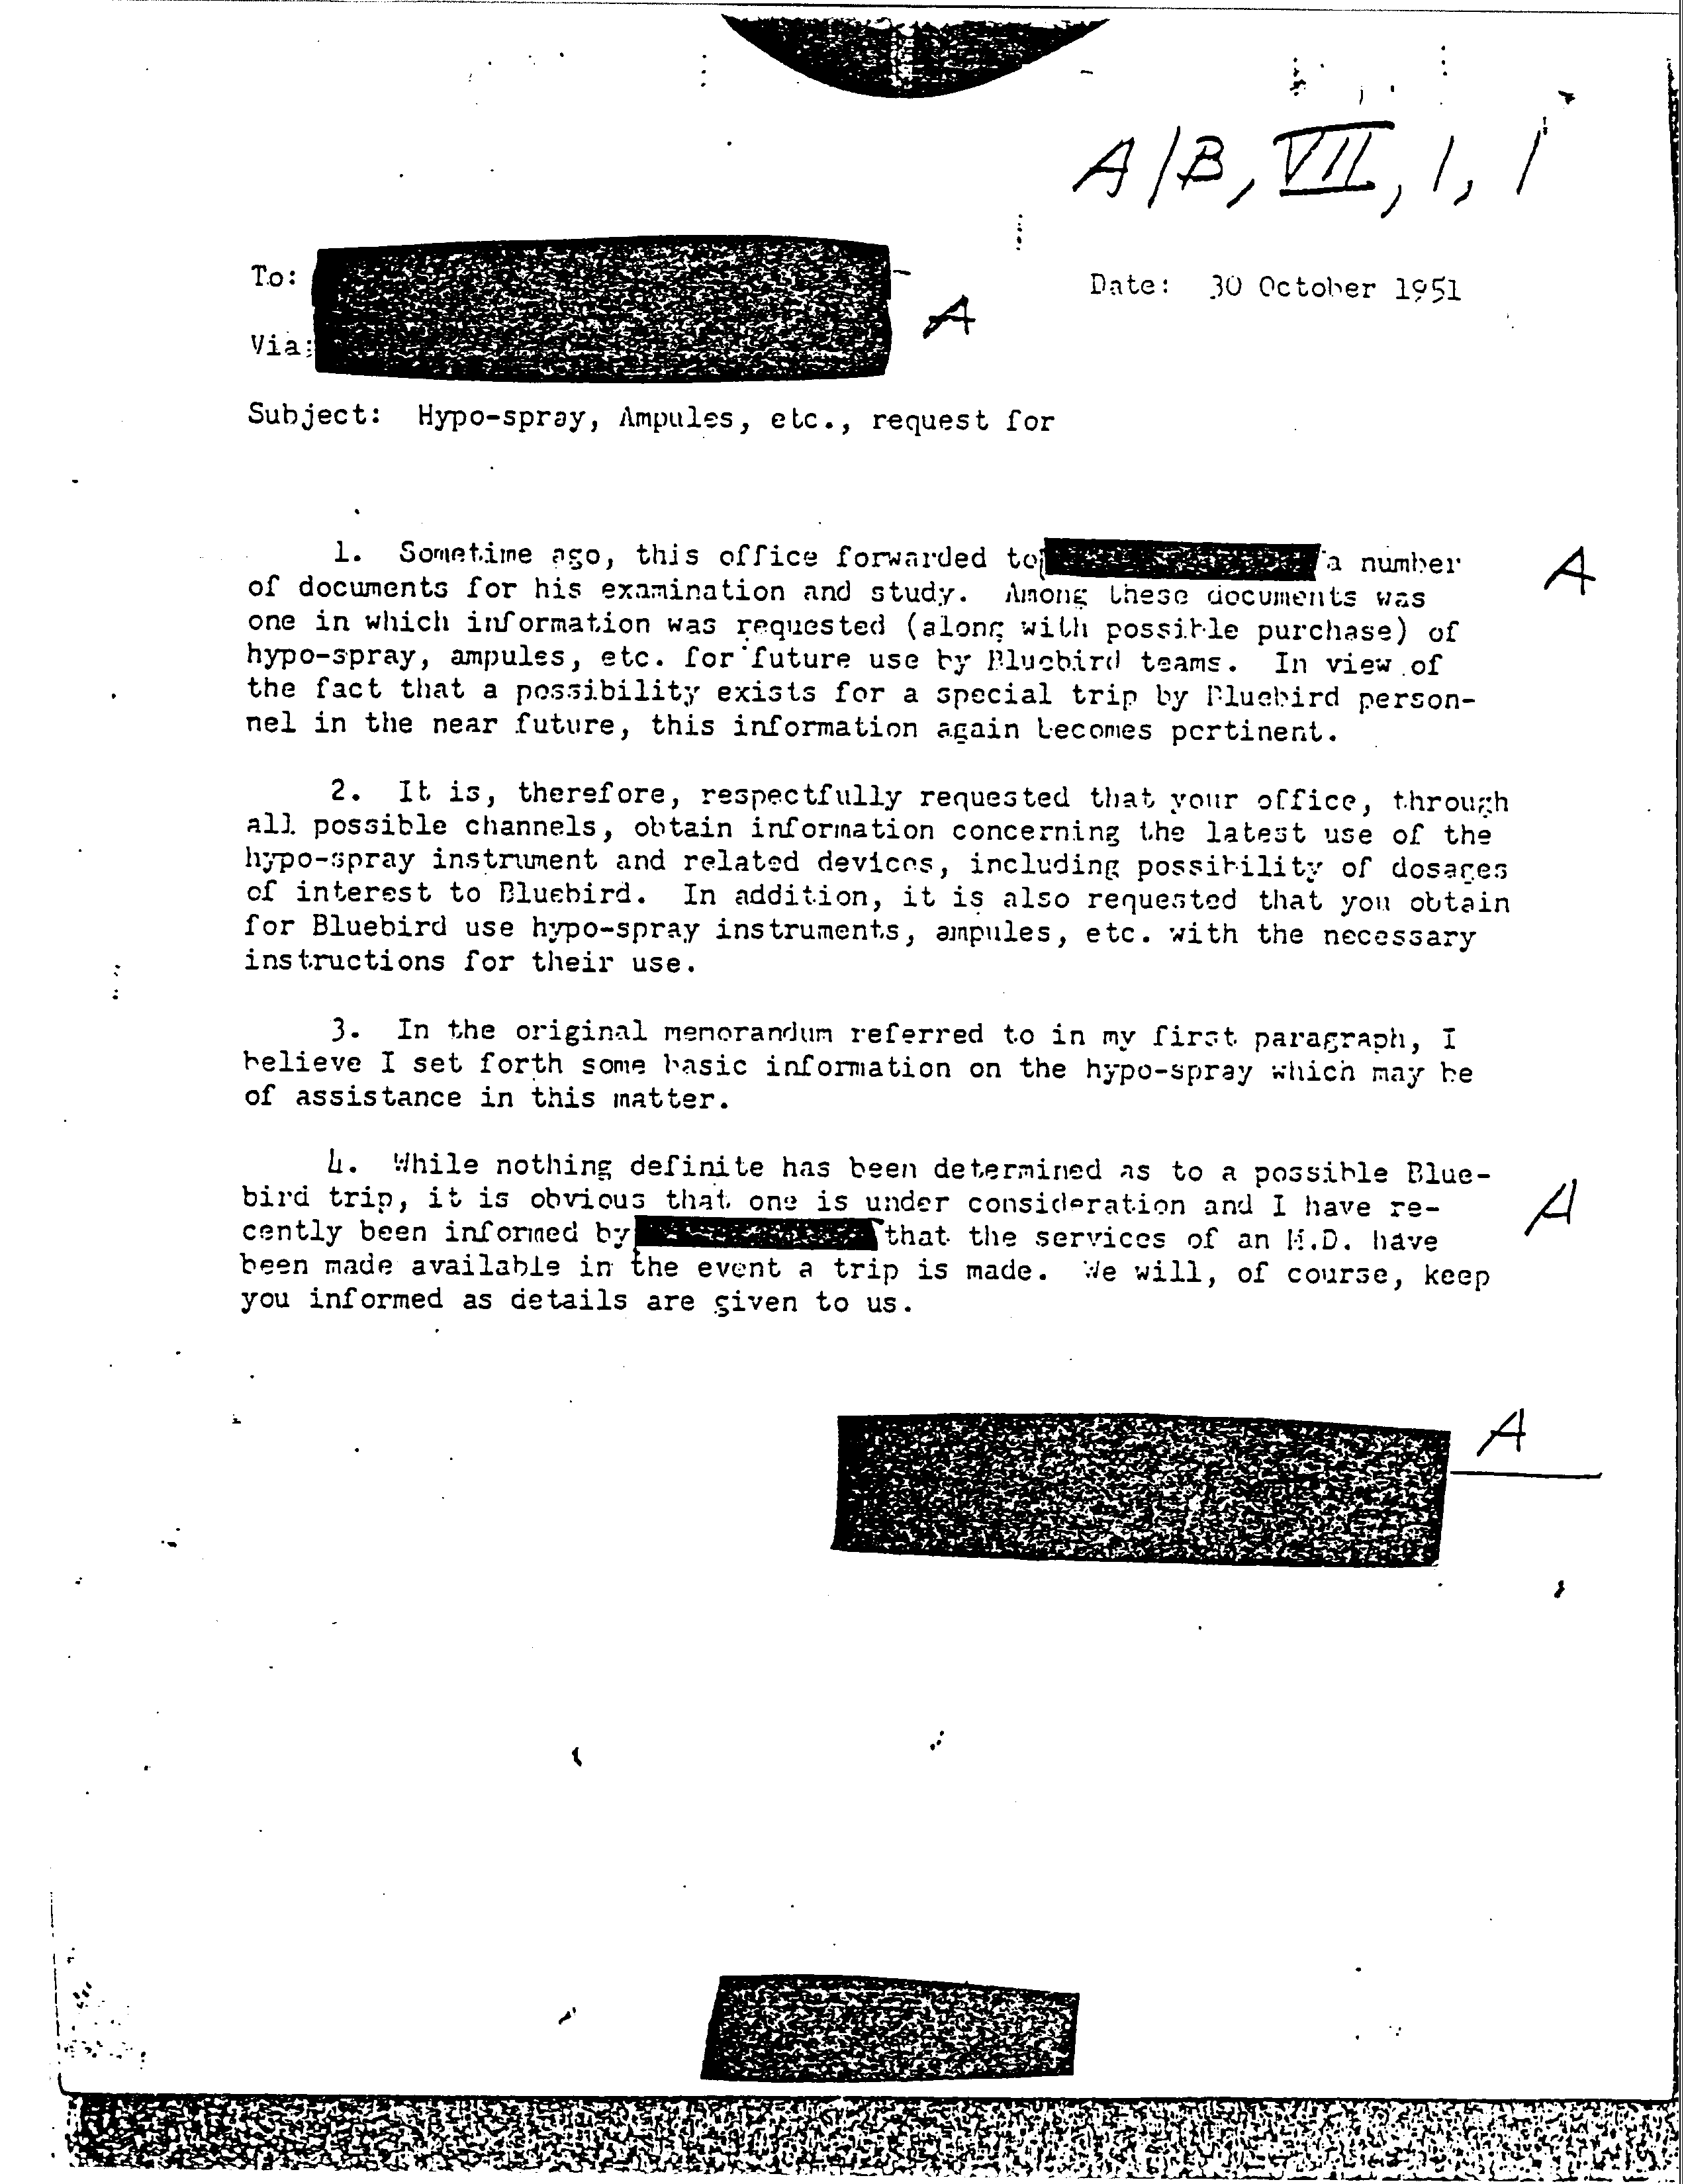 A/B, VII, 1, 1
To:
Date: 30 October 1951
A
Via:
Subject: Hypo-spray, Ampules, etc., request for
1. Sometime ago, this office forwarded to a number A
of documents for his examination and study. Among these documents was
one in which information was requested (along with possible purchase) of
hypo-spray, ampules, etc. for future use by Bluebird teams. In view of
the fact that a possibility exists for a special trip by Bluebird person-
nel in the near future, this information again becomes pertinent.
2. It is, therefore, respectfully requested that your office, through
all possible channels, obtain information concerning the latest use of the
hypo-spray instrument and related devices, including possibility of dosages
of interest to Bluebird. In addition, it is also requested that you obtain
for Bluebird use hypo-spray instruments, ampules, etc. with the necessary
instructions for their use.
3. In the original memorandum referred to in my first paragraph, I
believe I set forth some basic information on the hypo-spray which may be
of assistance in this matter.
4. While nothing definite has been determined as to a possible Blue-
bird trip, it is obvious that one is under consideration and I have re- A
cently been informed by that the services of an M.D. have
been made available in the event a trip is made. We will, of course, keep
you informed as details are given to us.
A